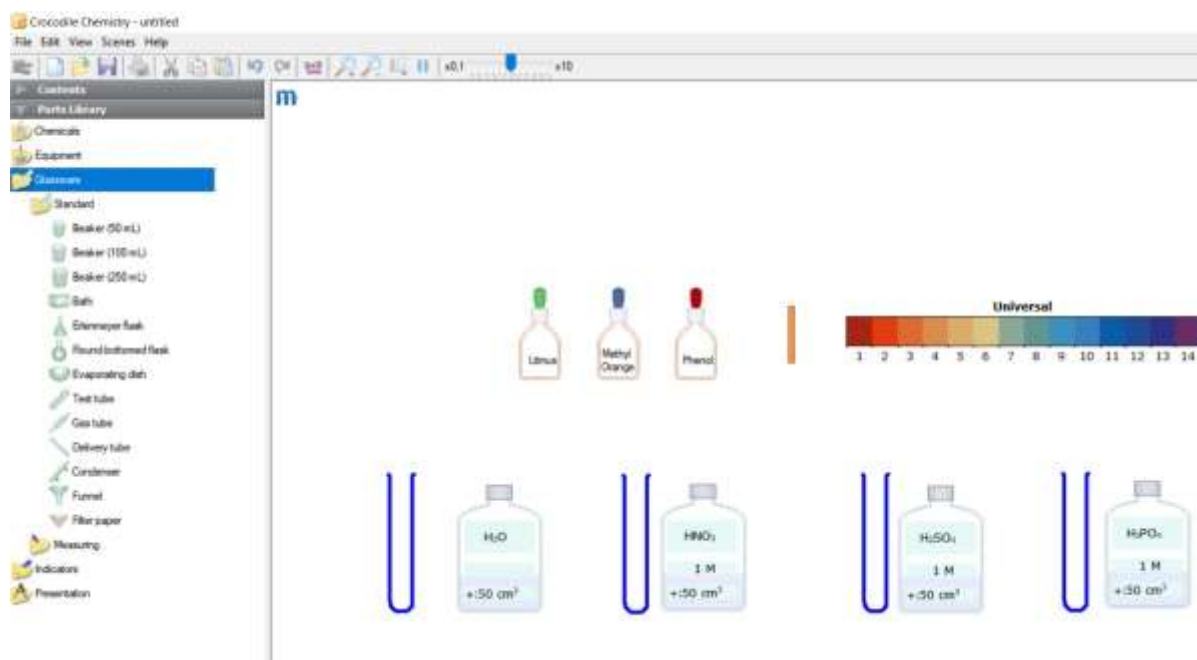 Crocodile Chemistry - untitled
File Edit View Scenes Help
x0.1 x10
Contents
Parts Library
Chemicals
Equipment
Glassware
Standard
Beaker (50 mL)
Beaker (100 mL)
Beaker (250 mL)
Bath
Erlenmeyer flask
Round bottomed flask
Evaporating dish
Test tube
Gas tube
Delivery tube
Condenser
Funnel
Filter paper
Measuring
Indicators
Presentation
m
Litmus
Methyl
Orange
Phenol
Universal
1 2 3 4 5 6 7 8 9 10 11 12 13 14
H₂O
+:50 cm³
HNO₃
1 M
+:50 cm³
H₂SO₄
1 M
+:50 cm³
H₃PO₄
1 M
+:50 cm³